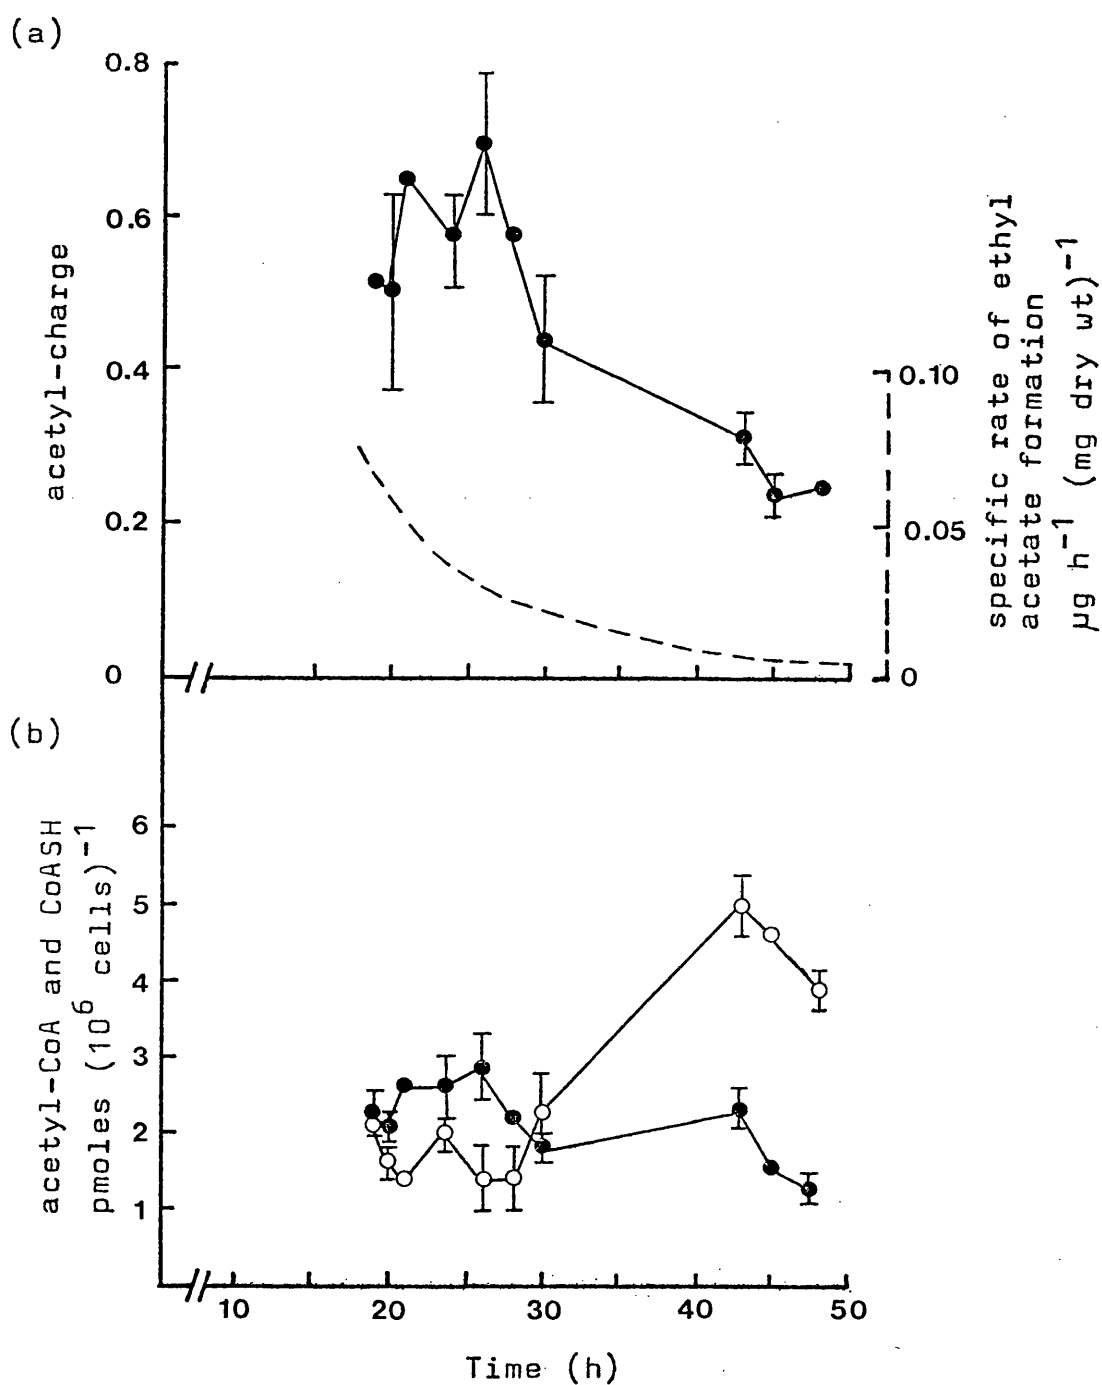 (a)
0.8
0.6
0.4
0.2
0
acetyl-charge
0.10
0.05
0
specific rate of ethyl
acetate formation
µg h⁻¹ (mg dry wt)⁻¹
(b)
6
5
4
3
2
1
acetyl-CoA and CoASH
pmoles (10⁶ cells)⁻¹
10 20 30 40 50
Time (h)